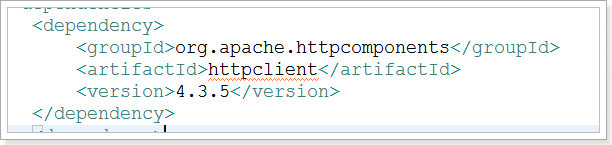 <dependency>
<groupId>org.apache.httpcomponents</groupId>
<artifactId>httpclient</artifactId>
<version>4.3.5</version>
</dependency>